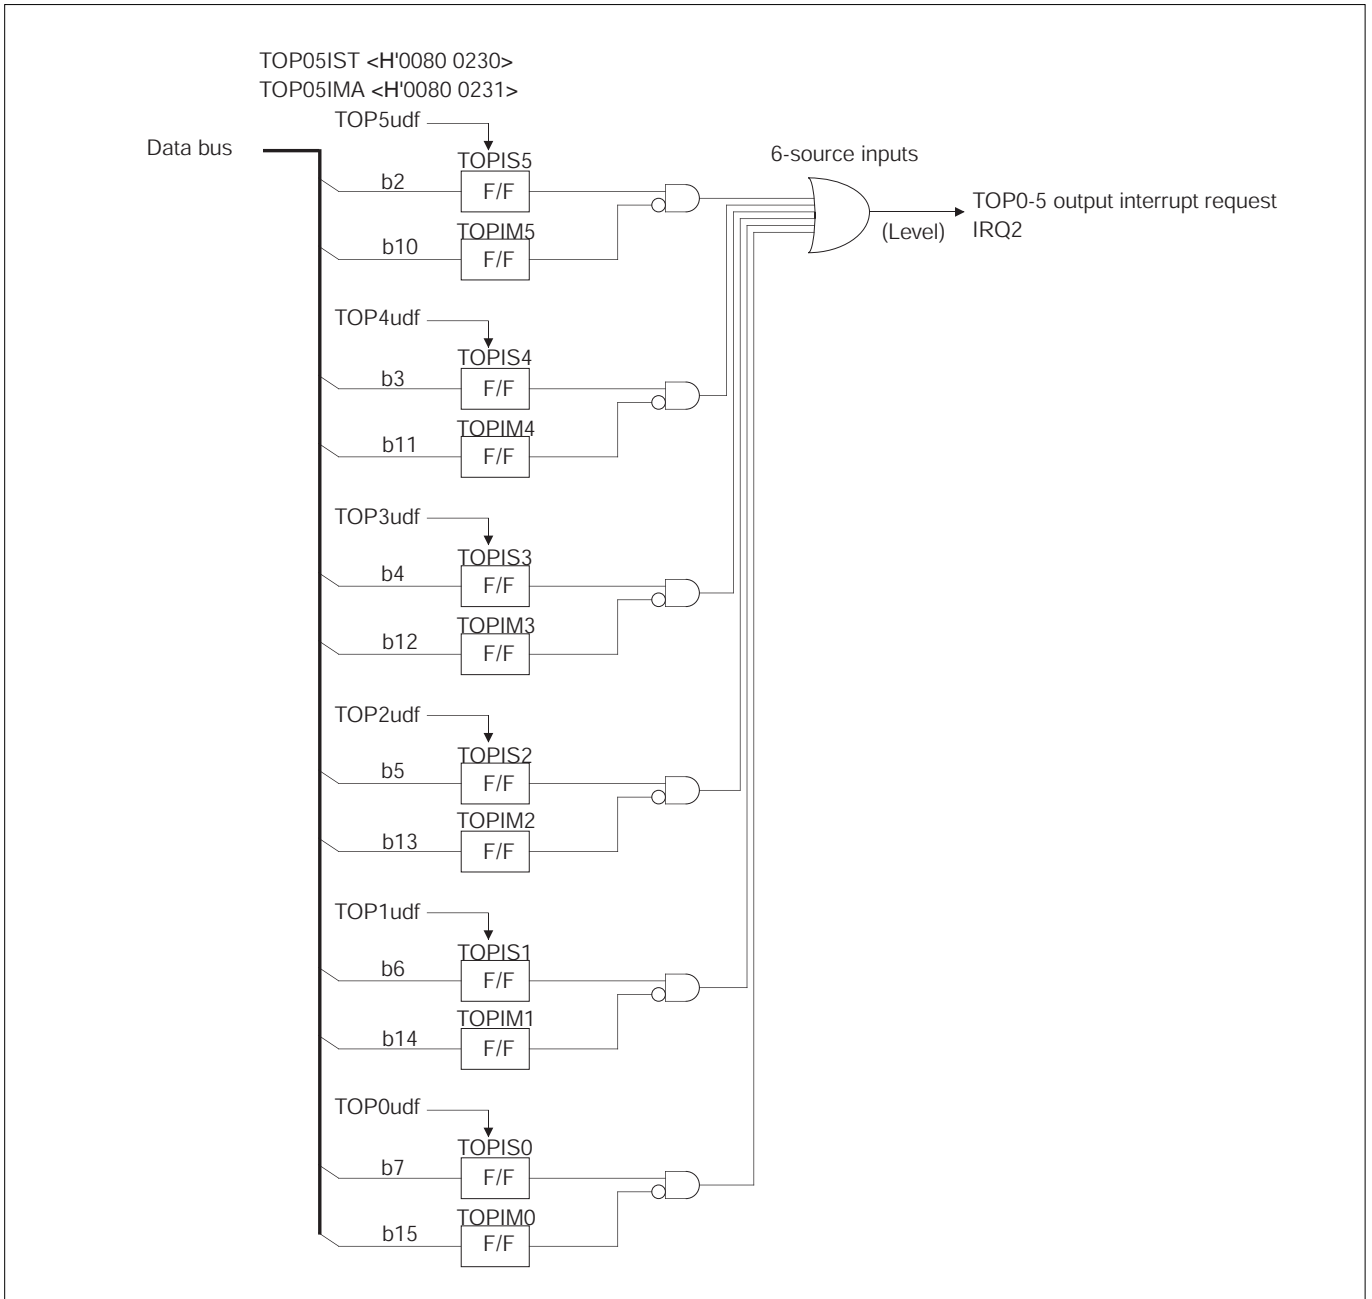 TOP05IST <H'0080 0230>
TOP05IMA <H'0080 0231>
TOP5udf
Data bus
TOPIS5
b2
F/F
TOPIM5
b10
F/F
6-source inputs
(Level)
TOP0-5 output interrupt request
IRQ2
TOP4udf
TOPIS4
b3
F/F
TOPIM4
b11
F/F
TOP3udf
TOPIS3
b4
F/F
TOPIM3
b12
F/F
TOP2udf
TOPIS2
b5
F/F
TOPIM2
b13
F/F
TOP1udf
TOPIS1
b6
F/F
TOPIM1
b14
F/F
TOP0udf
TOPIS0
b7
F/F
TOPIM0
b15
F/F